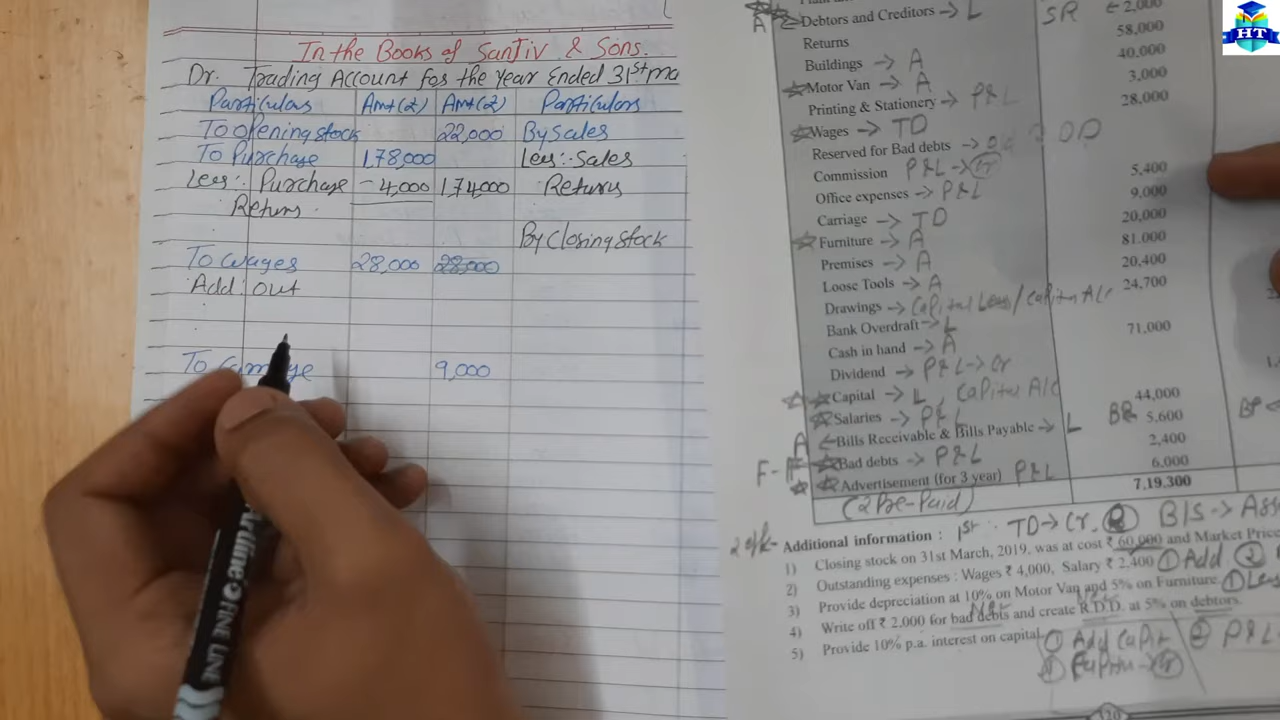 In the Books of Santiv & Sons.
Dr. Trading Account for the Year Ended 31st Ma
Particulars Amt(₹) Amt(₹) Particulars
To opening stock 22,000 By Sales
To Purchase 1,78,000 Less:- Sales
Less:- Purchase - 4,000 1,74,000 Returns
Return.
By Closing Stock
To Wages 28,000 28,000
Add: Out
To Carriage 9,000
HT
A Debtors and Creditors → L SR 2,000
Returns 58,000
Buildings → A 40,000
Motor Van → A 3,000
Printing & Stationery → P&L 28,000
Wages → TD
Reserved for Bad debts →
Commission P&L → Cr 5,400
Office expenses → P&L 9,000
Carriage → TD 20,000
Furniture → A 81,000
Premises → A 20,400
Loose Tools → A 24,700
Drawings → Capital Less/Capital A/c
Bank Overdraft → L 71,000
Cash in hand → A
Dividend → P&L → Cr
Capital → L, Capital A/c 44,000
Salaries → P&L 5,600
A Bills Receivable & Bills Payable → L BR 2,400
Bad debts → P&L 6,000
Advertisement (for 3 year) P&L 7,19,300
(2 Pre-Paid)
Additional information : 1st TD → Cr. 2 B/S → Ass
1) Closing stock on 31st March, 2019, was at cost ₹ 60,000 and Market Price
2) Outstanding expenses : Wages ₹ 4,000, Salary ₹ 2,400 1 Add 2
3) Provide depreciation at 10% on Motor Van and 5% on Furniture. 1 Less
4) Write off ₹ 2,000 for bad debts and create R.D.D. at 5% on debtors.
5) Provide 10% p.a. interest on capital 1 Add Capit 2 P&L